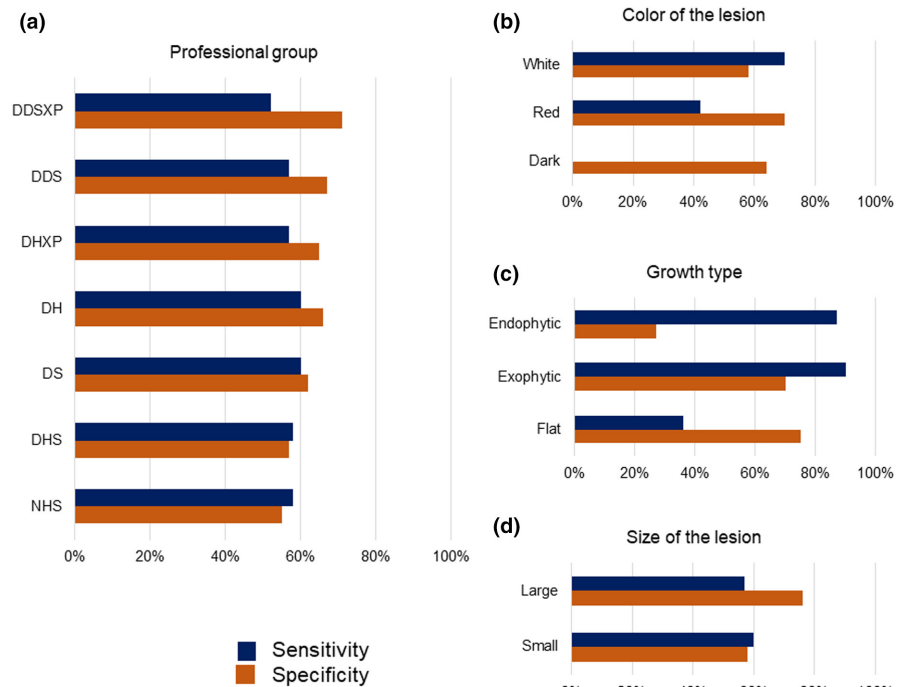 (a)
Professional group
DDSXP
DDS
DHXP
DH
DS
DHS
NHS
0% 20% 40% 60% 80% 100%
Sensitivity
Specificity
(b)
Color of the lesion
White
Red
Dark
0% 20% 40% 60% 80% 100%
(c)
Growth type
Endophytic
Exophytic
Flat
0% 20% 40% 60% 80% 100%
(d)
Size of the lesion
Large
Small